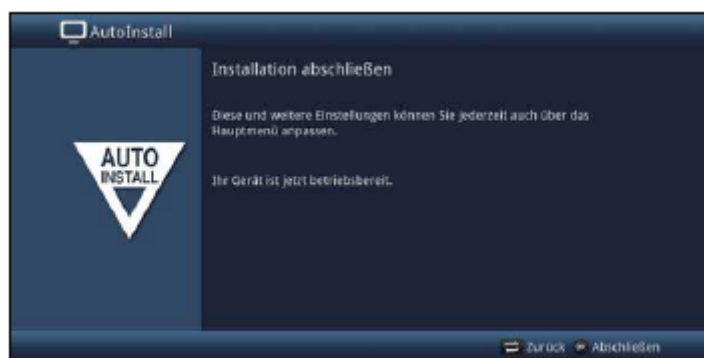 AutoInstall
Installation abschließen
Diese und weitere Einstellungen können Sie jederzeit auch über das
Hauptmenü anpassen.
AUTO
INSTALL
Ihr Gerät ist jetzt betriebsbereit.
Zurück Abschließen